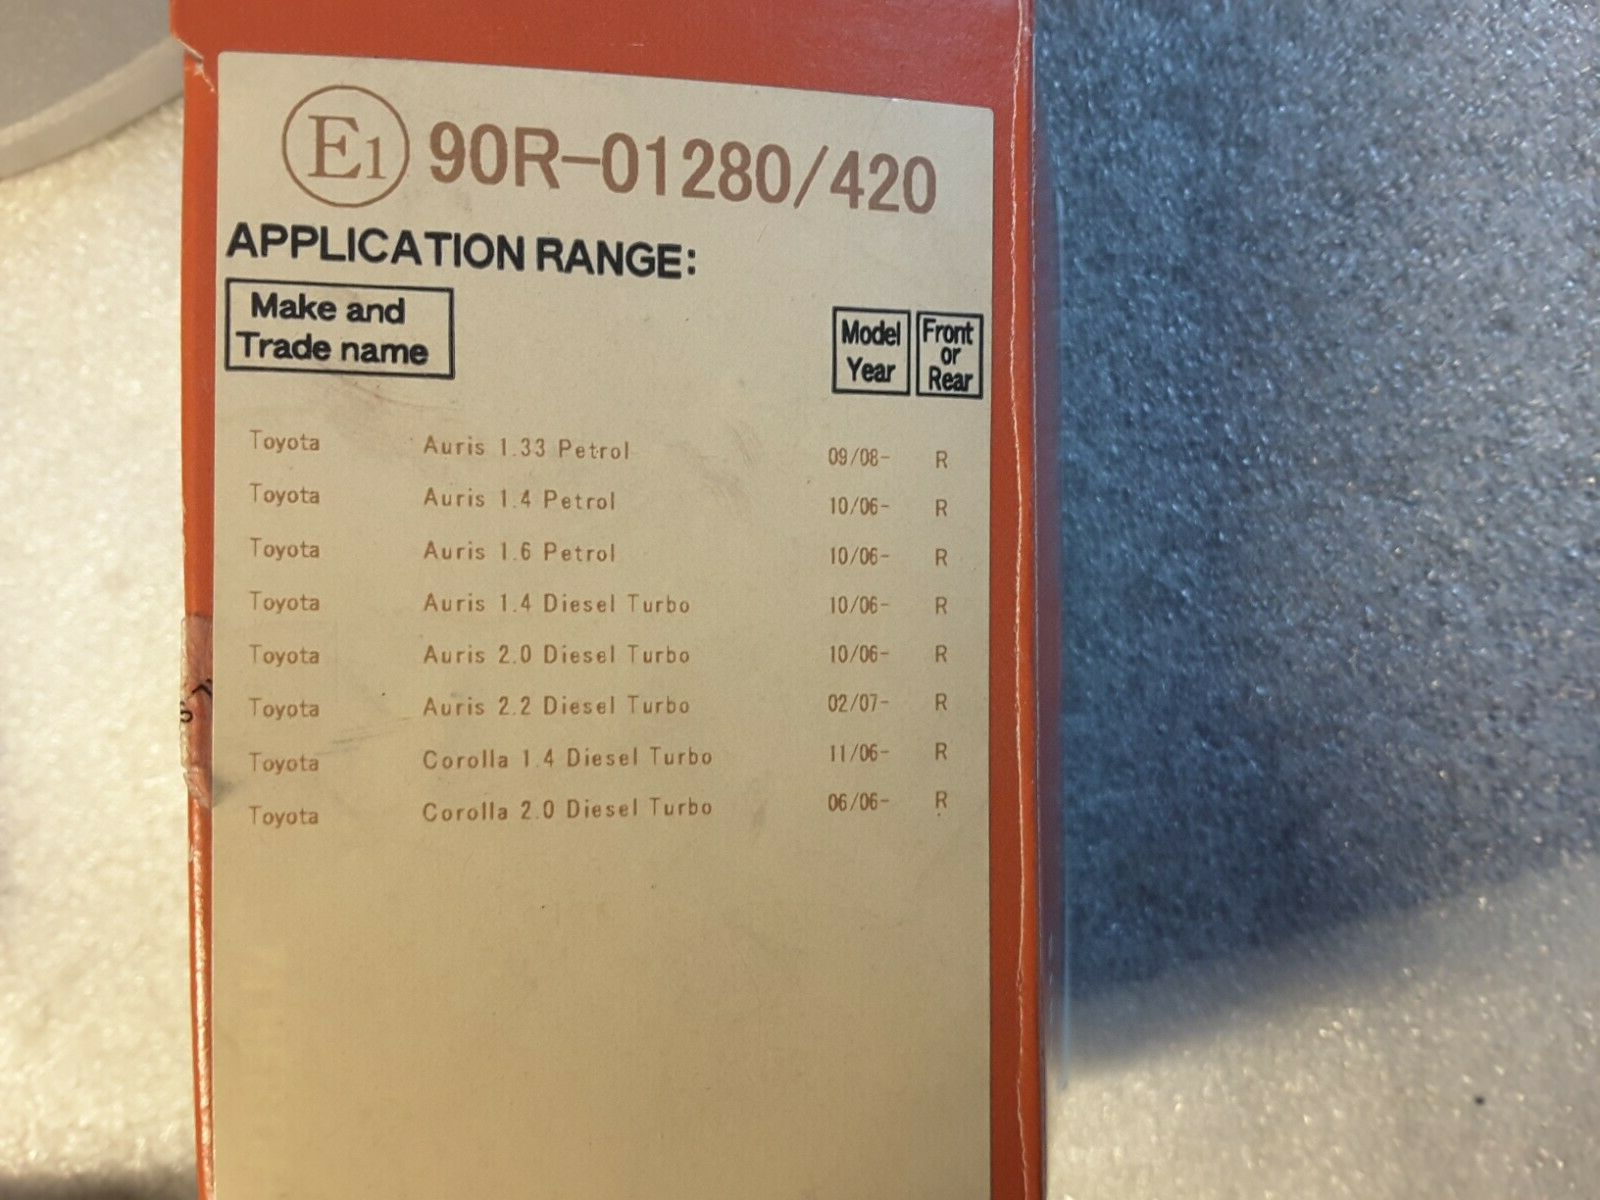 E1 90R-01280/420
APPLICATION RANGE:
Make and
Trade name
Model
Year
Front
or
Rear
Toyota Auris 1.33 Petrol 09/08- R
Toyota Auris 1.4 Petrol 10/06- R
Toyota Auris 1.6 Petrol 10/06- R
Toyota Auris 1.4 Diesel Turbo 10/06- R
Toyota Auris 2.0 Diesel Turbo 10/06- R
Toyota Auris 2.2 Diesel Turbo 02/07- R
Toyota Corolla 1.4 Diesel Turbo 11/06- R
Toyota Corolla 2.0 Diesel Turbo 06/06- R